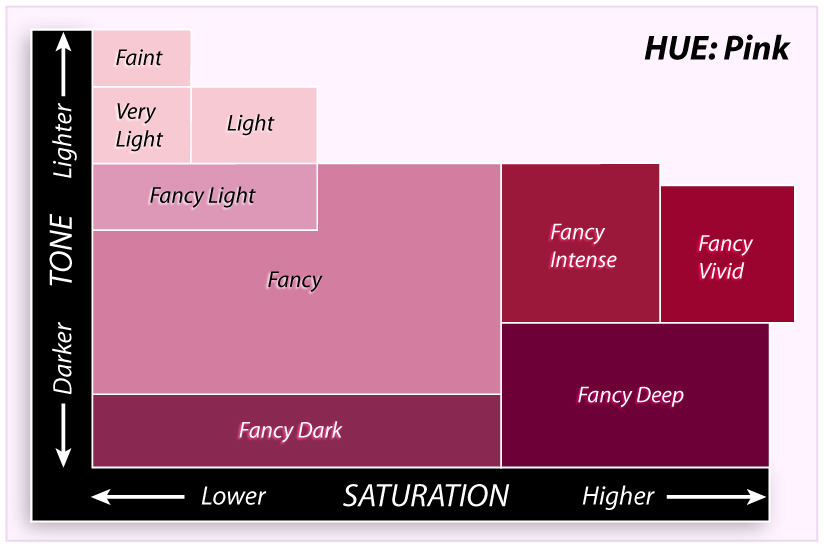 HUE: Pink
Faint
Very
Light
Light
Fancy Light
Fancy
Fancy
Intense
Fancy
Vivid
Fancy Dark
Fancy Deep
Lighter
TONE
Darker
Lower
SATURATION
Higher